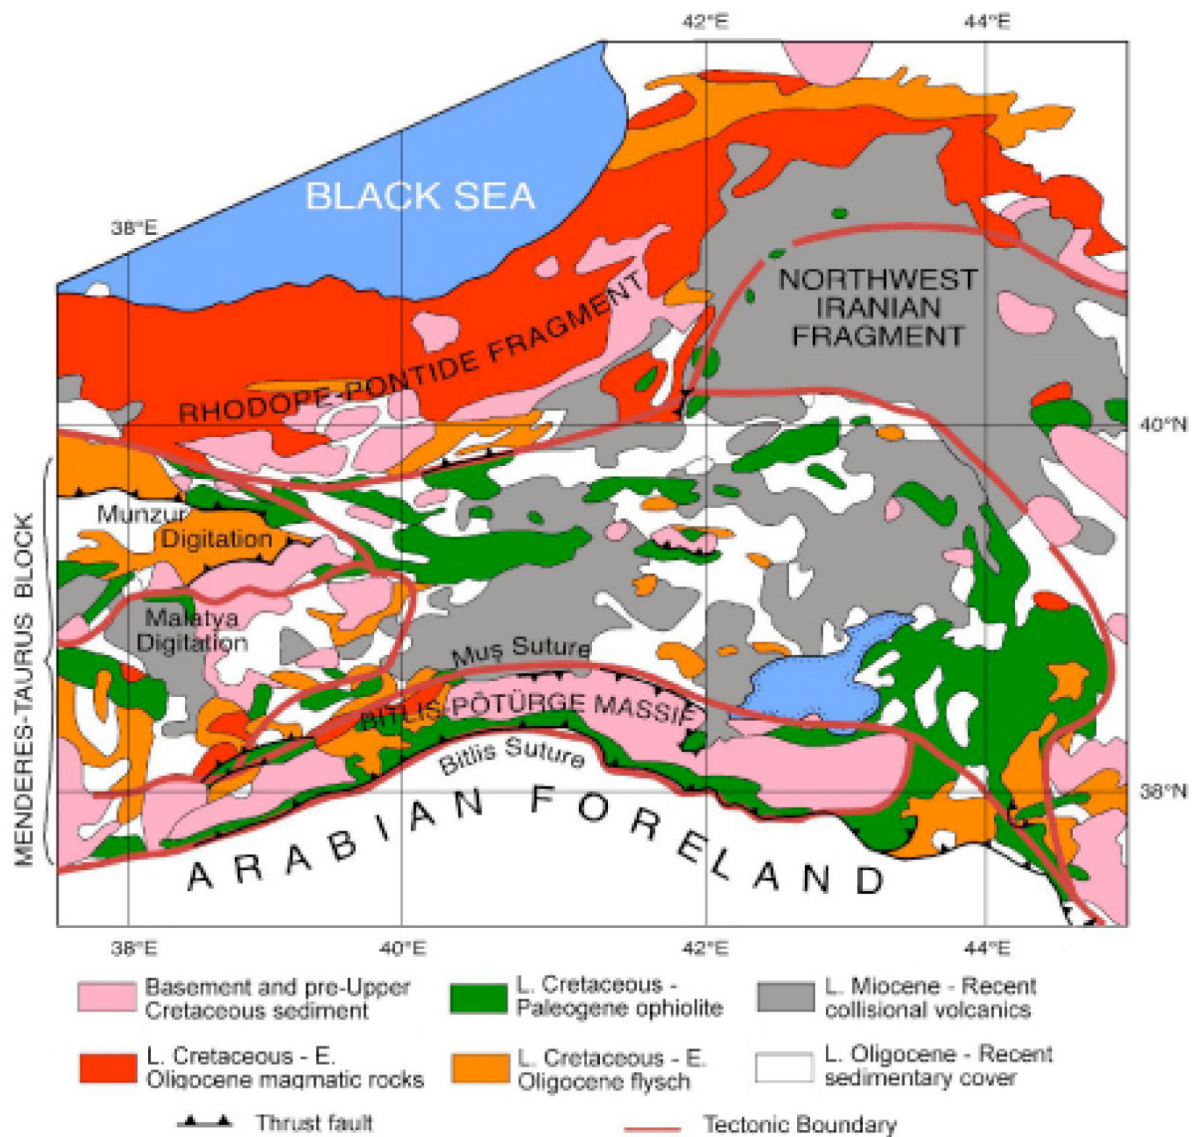 42°E
44°E
BLACK SEA
38°E
NORTHWEST
IRANIAN
FRAGMENT
RHODOPE-PONTIDE FRAGMENT
40°N
Munzur
Digitation
MENDERES-TAURUS BLOCK
Malatya
Digitation
Muş Suture
BITLIS-PÖTÜRGE MASSIF
Bitlis Suture
38°N
ARABIAN FORELAND
38°E
40°E
42°E
44°E
Basement and pre-Upper
Cretaceous sediment
L. Cretaceous -
Paleogene ophiolite
L. Miocene - Recent
collisional volcanics
L. Cretaceous - E.
Oligocene magmatic rocks
L. Cretaceous - E.
Oligocene flysch
L. Oligocene - Recent
sedimentary cover
Thrust fault
Tectonic Boundary